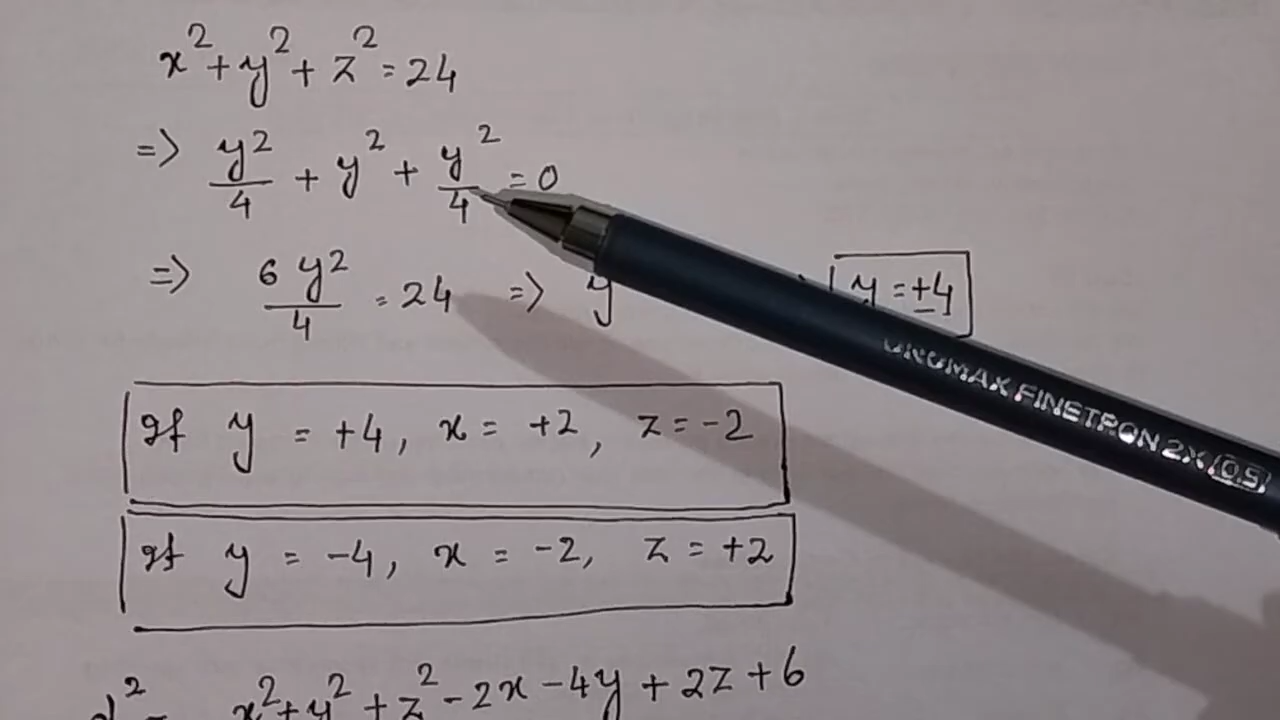 x² + y² + z² = 24
=> y²/4 + y² + y²/4 = 0
=> 6y²/4 = 24 => y y = ±4
If y = +4, x = +2, z = -2
If y = -4, x = -2, z = +2
d² = x² + y² + z² - 2x - 4y + 2z + 6
UNOMAX FINETRON 2X 0.5